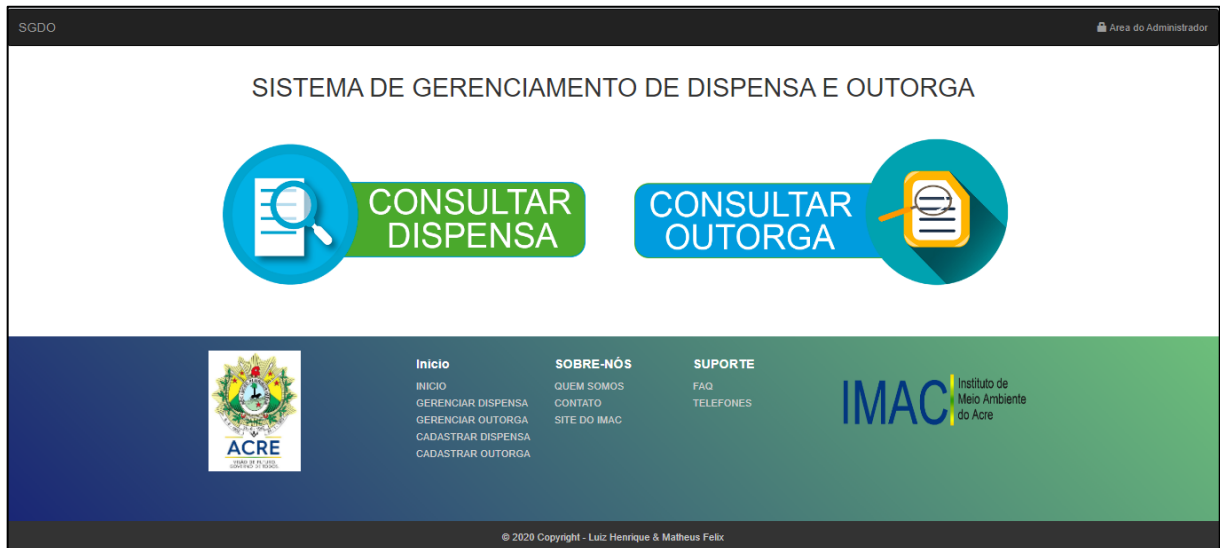 SGDO
Area do Administrador
SISTEMA DE GERENCIAMENTO DE DISPENSA E OUTORGA
CONSULTAR
DISPENSA
CONSULTAR
OUTORGA
ACRE
Inicio
INICIO
GERENCIAR DISPENSA
GERENCIAR OUTORGA
CADASTRAR DISPENSA
CADASTRAR OUTORGA
SOBRE-NÓS
QUEM SOMOS
CONTATO
SITE DO IMAC
SUPORTE
FAQ
TELEFONES
IMAC
Instituto de
Meio Ambiente
do Acre
© 2020 Copyright - Luiz Henrique & Matheus Felix